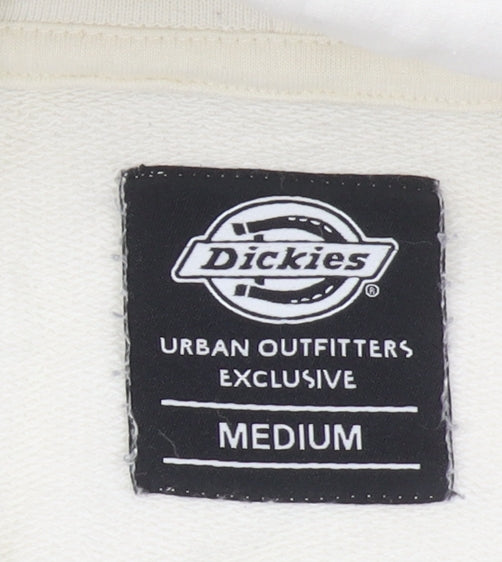 Dickies®
URBAN OUTFITTERS
EXCLUSIVE
MEDIUM